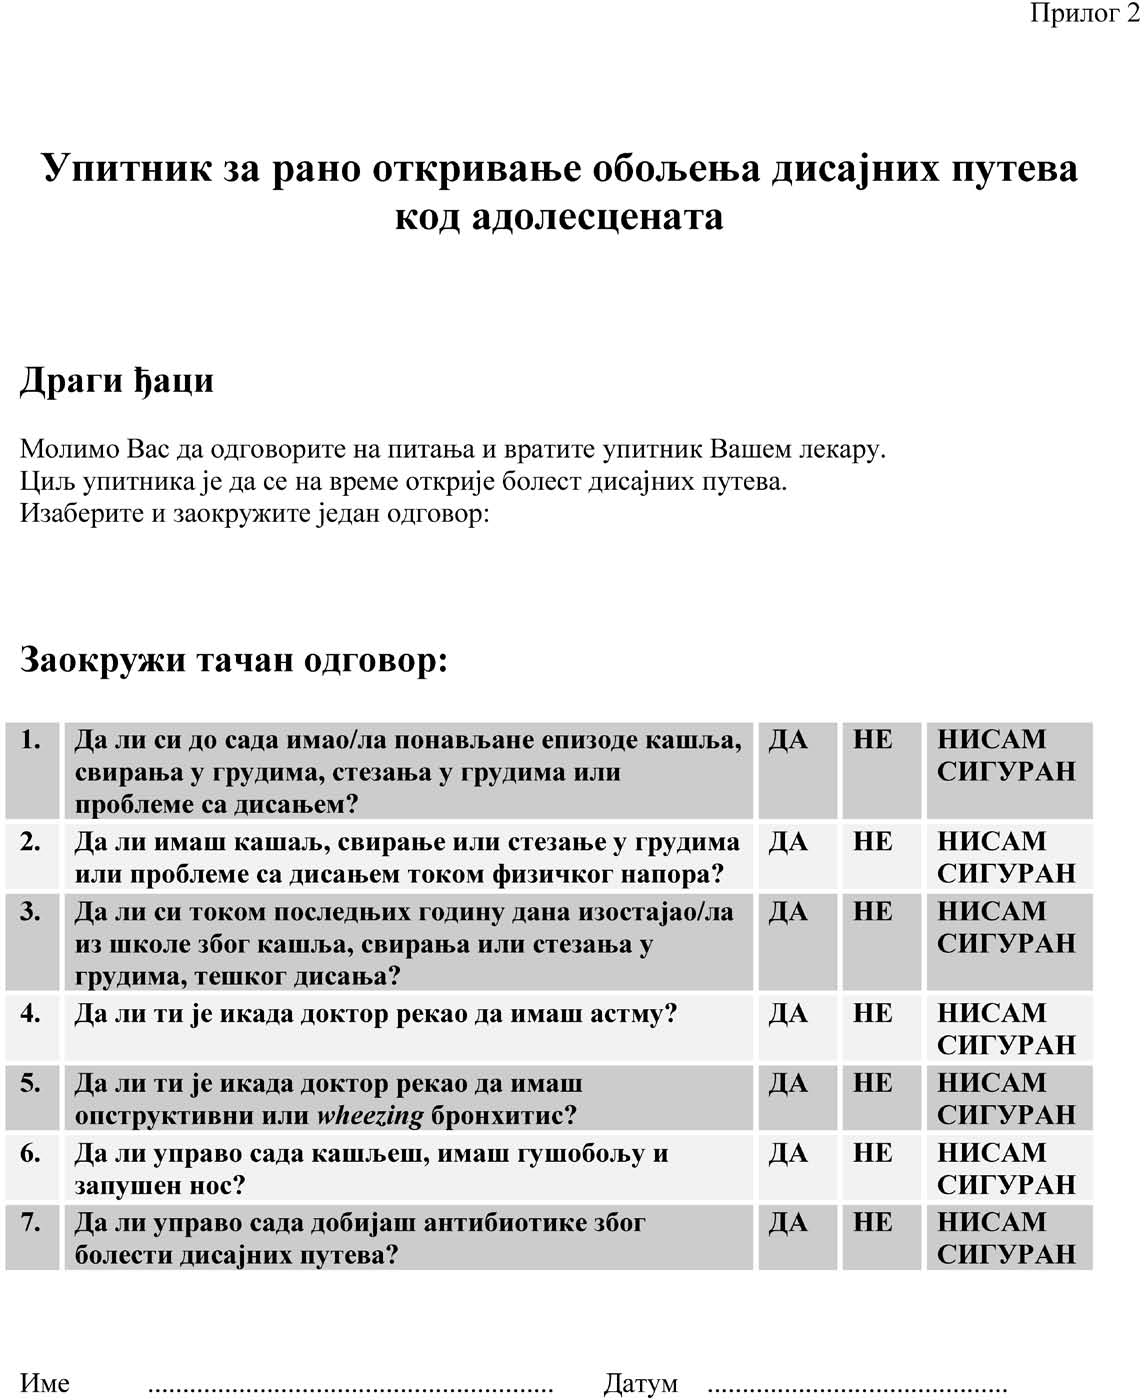 Прилог 2
Упитник за рано откривање обољења дисајних путева
код адолесцената
Драги ђаци
Молимо Вас да одговорите на питања и вратите упитник Вашем лекару.
Циљ упитника је да се на време открије болест дисајних путева.
Изаберите и заокружите један одговор:
Заокружи тачан одговор:
1. Да ли си до сада имао/ла понављане епизоде кашља, ДА НЕ НИСАМ
свирања у грудима, стезања у грудима или СИГУРАН
проблеме са дисањем?
2. Да ли имаш кашаљ, свирање или стезање у грудима ДА НЕ НИСАМ
или проблеме са дисањем током физичког напора? СИГУРАН
3. Да ли си током последњих годину дана изостајао/ла ДА НЕ НИСАМ
из школе због кашља, свирања или стезања у СИГУРАН
грудима, тешког дисања?
4. Да ли ти је икада доктор рекао да имаш астму? ДА НЕ НИСАМ
СИГУРАН
5. Да ли ти је икада доктор рекао да имаш ДА НЕ НИСАМ
опструктивни или wheezing бронхитис? СИГУРАН
6. Да ли управо сада кашљеш, имаш гушобољу и ДА НЕ НИСАМ
запушен нос? СИГУРАН
7. Да ли управо сада добијаш антибиотике због ДА НЕ НИСАМ
болести дисајних путева? СИГУРАН
Име .......................................................... Датум ...........................................